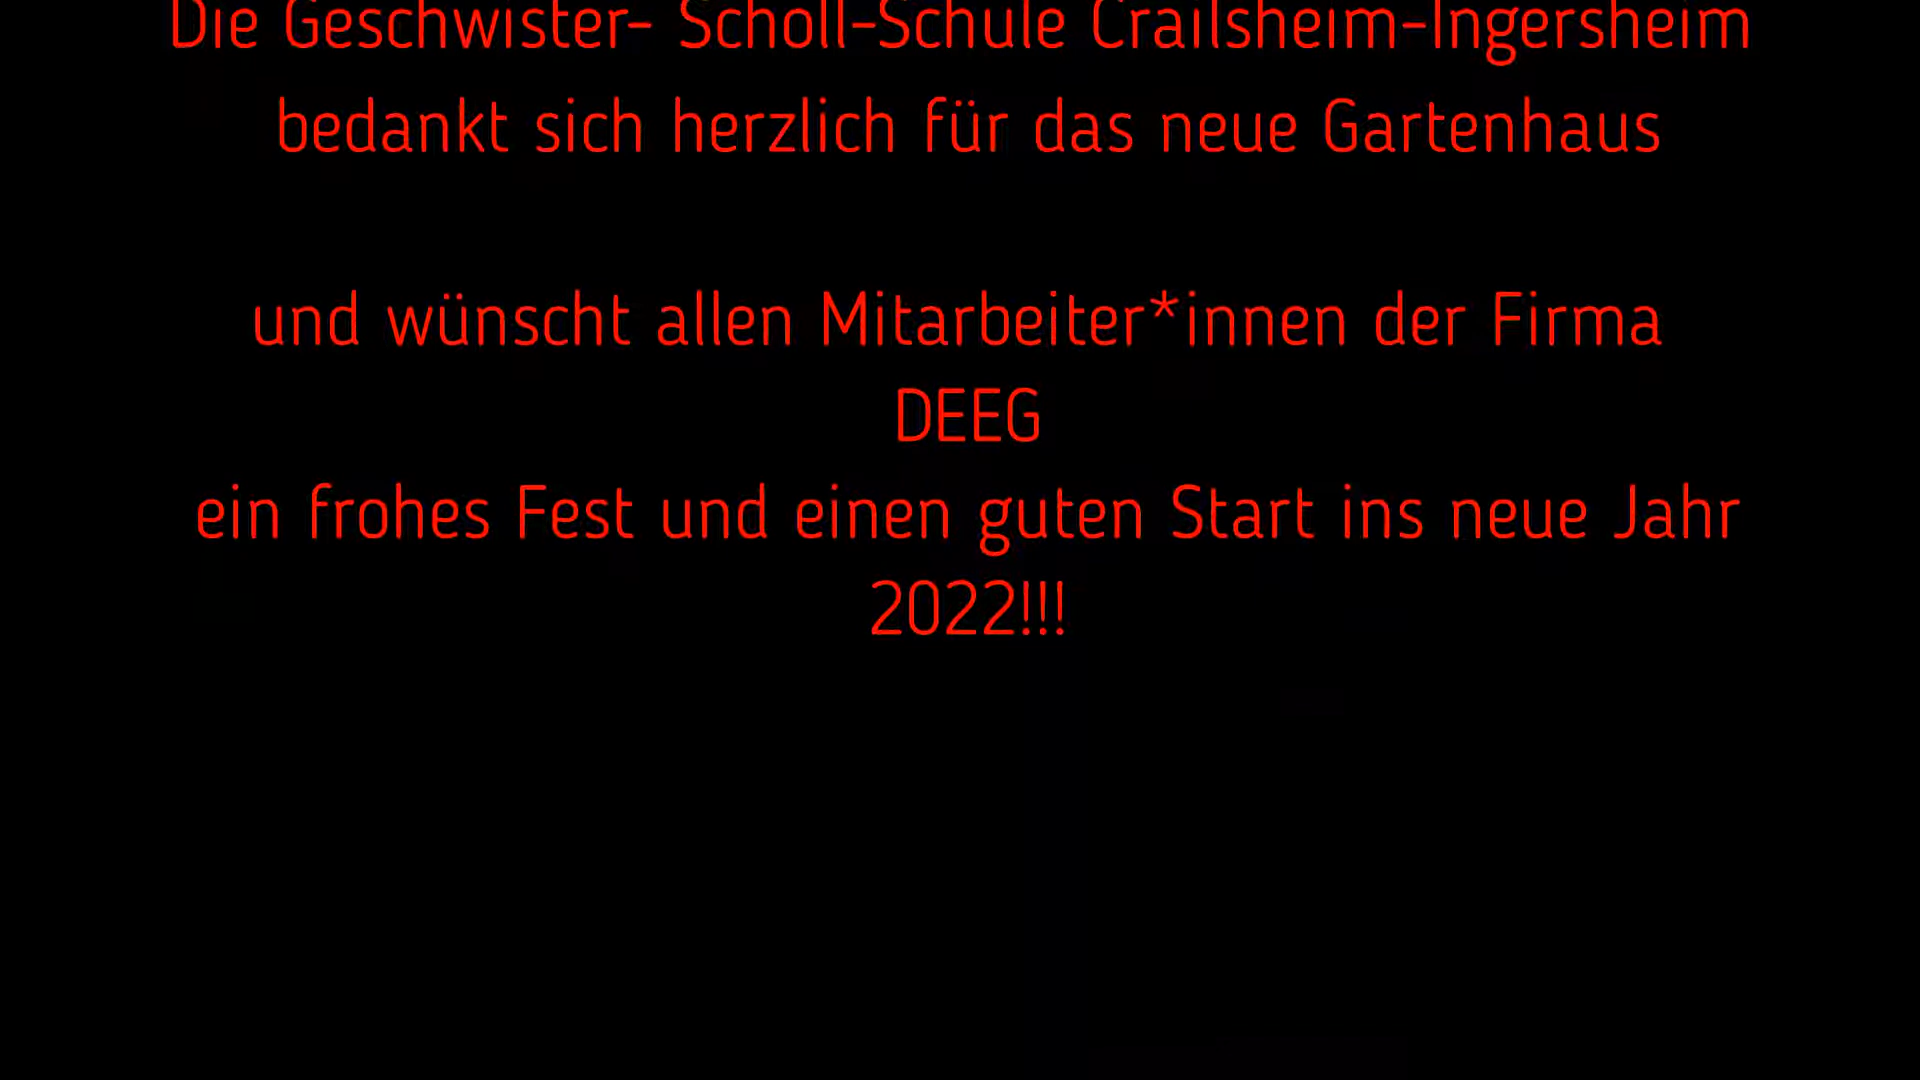 Die Geschwister- Scholl-Schule Crailsheim-Ingersheim
bedankt sich herzlich für das neue Gartenhaus
und wünscht allen Mitarbeiter*innen der Firma
DEEG
ein frohes Fest und einen guten Start ins neue Jahr
2022!!!